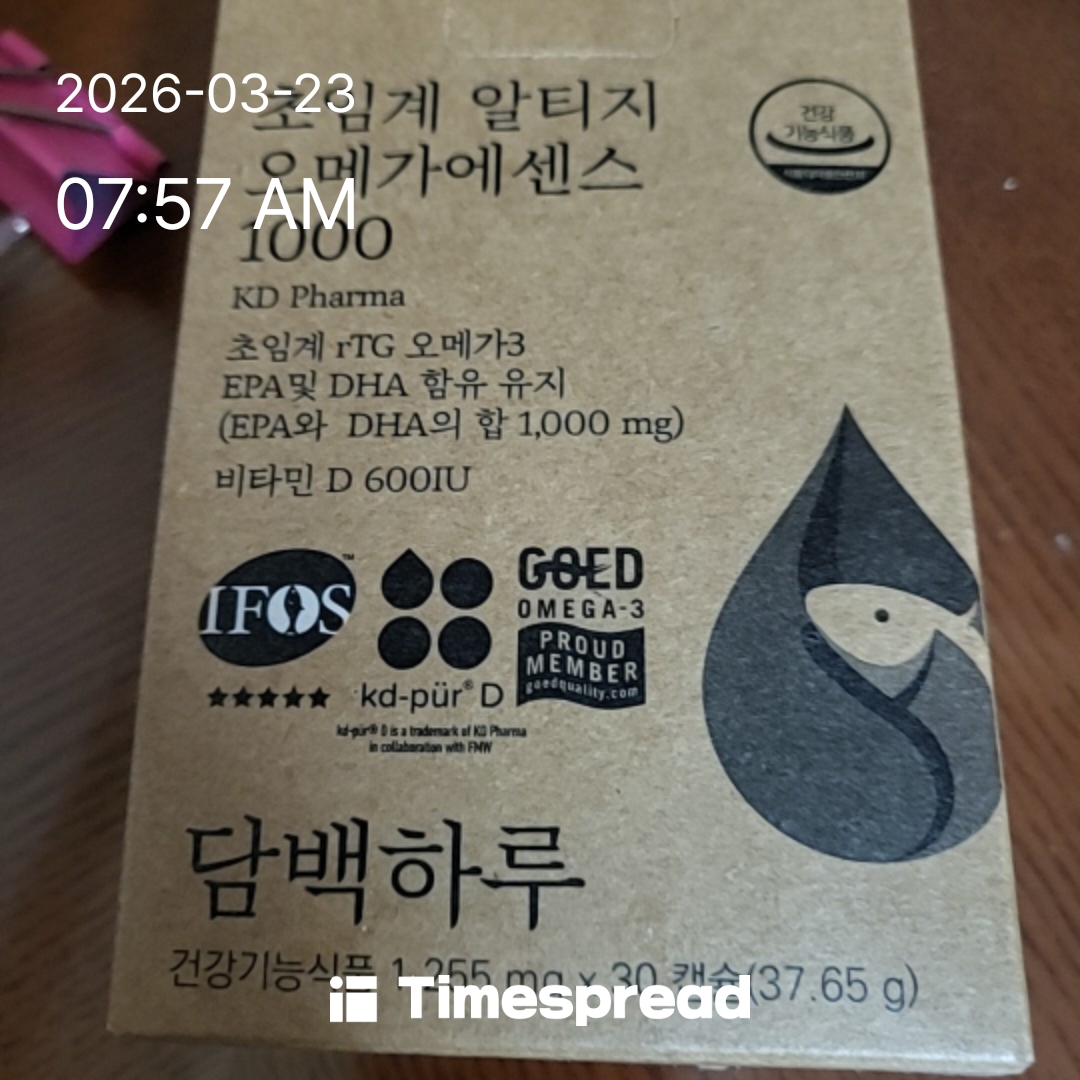 2026-03-23
07:57 AM
초임계 알티지
오메가에센스
1000
건강
기능식품
KD Pharma
초임계 rTG 오메가3
EPA및 DHA 함유 유지
(EPA와 DHA의 합 1,000 mg)
비타민 D 600IU
IFOS™
kd-pür® D
GOED
OMEGA-3
PROUD
MEMBER
goedquality.com
kd-pür® D is a trademark of KD Pharma
in collaboration with FMW
담백하루
건강기능식품 1,255 mg x 30 캡슐(37.65 g)
Timespread